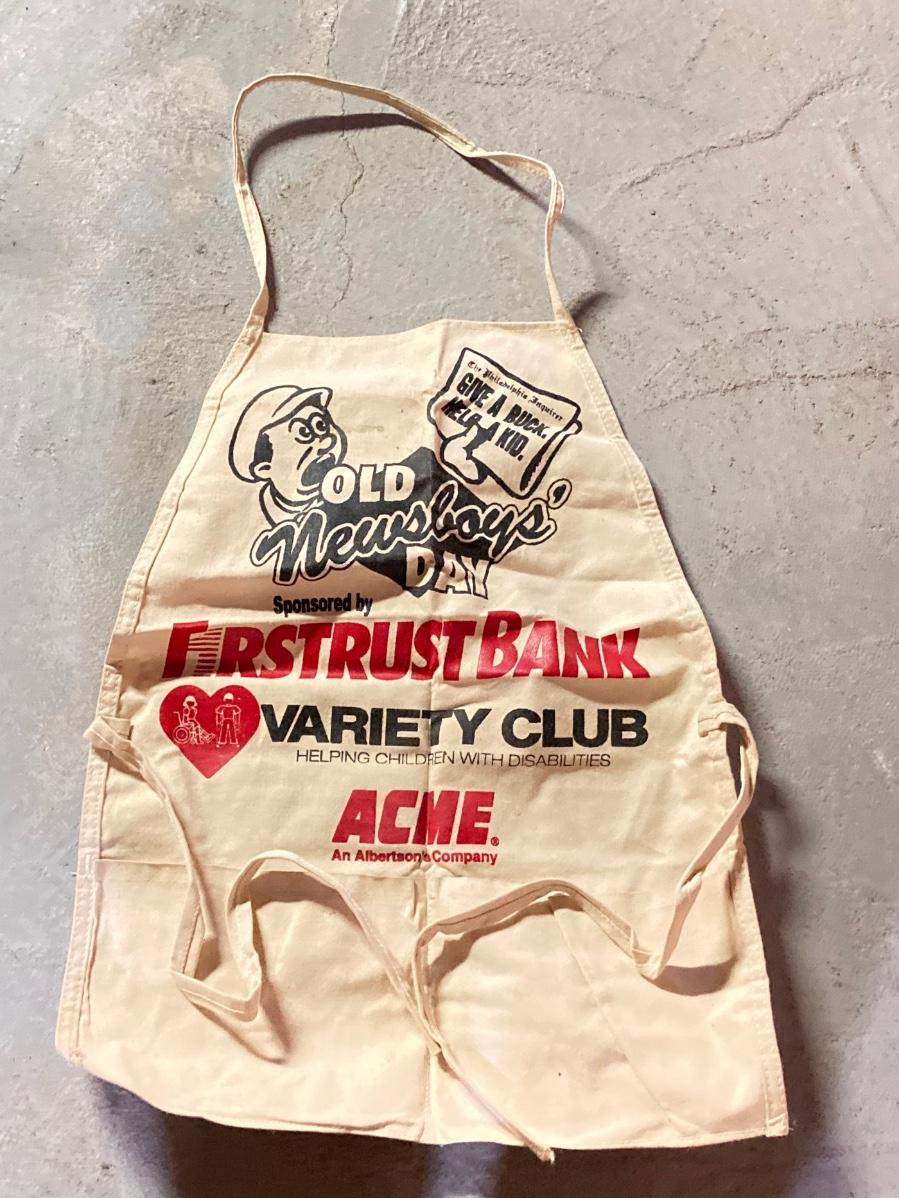 The Philadelphia Inquirer
GIVE A BUCK.
HELP A KID.
OLD
Newsboys'
DAY
Sponsored by
FIRSTRUST BANK
VARIETY CLUB
HELPING CHILDREN WITH DISABILITIES
ACME®
An Albertson's Company